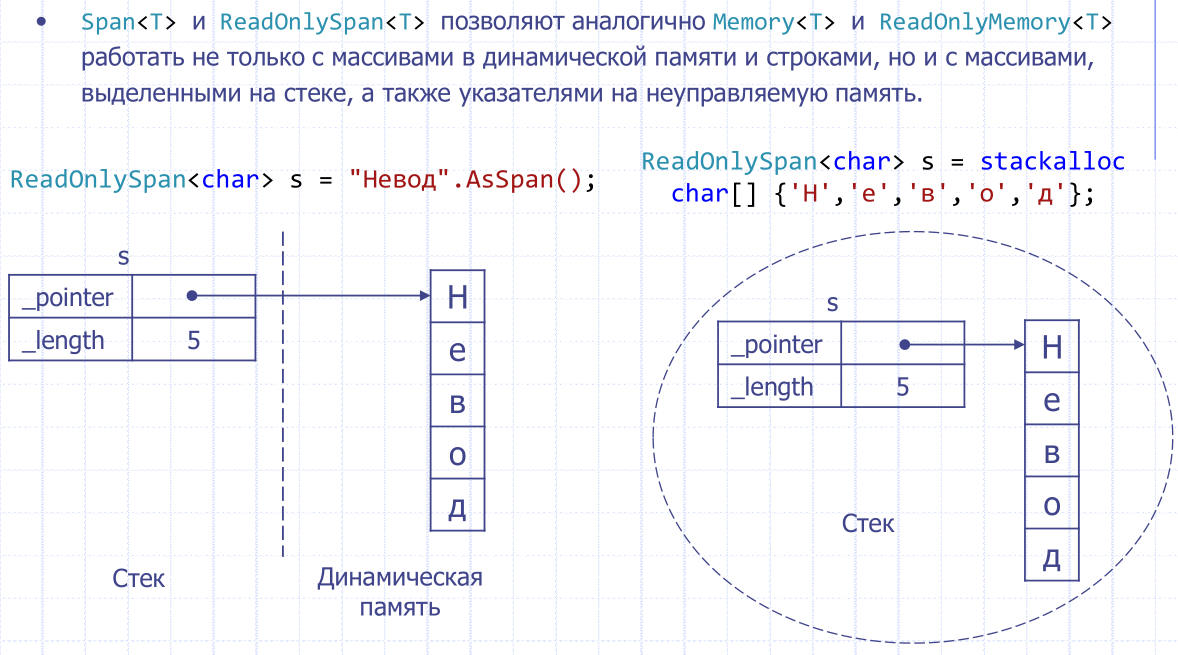 • Span<T> и ReadOnlySpan<T> позволяют аналогично Memory<T> и ReadOnlyMemory<T>
работать не только с массивами в динамической памяти и строками, но и с массивами,
выделенными на стеке, а также указателями на неуправляемую память.
ReadOnlySpan<char> s = "Невод".AsSpan();
s
_pointer
_length 5
Н
е
в
о
д
Стек
Динамическая
память
ReadOnlySpan<char> s = stackalloc
char[] {'Н','е','в','о','д'};
s
_pointer
_length 5
Н
е
в
о
д
Стек